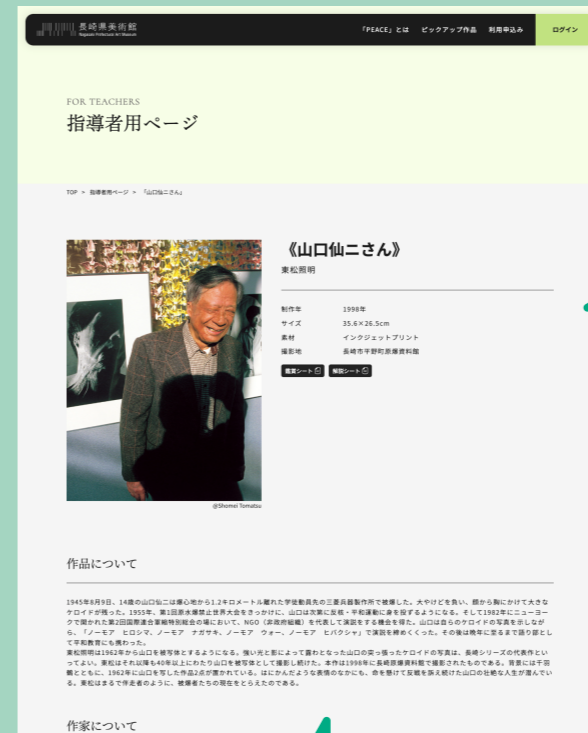 長崎県美術館
Nagasaki Prefectural Art Museum
「PEACE」とは ピックアップ作品 利用申込み ログイン
FOR TEACHERS
指導者用ページ
TOP > 指導者用ページ > 「山口仙二さん」
《山口仙二さん》
東松照明
制作年 1998年
サイズ 35.6×26.5cm
素材 インクジェットプリント
撮影地 長崎市平野町原爆資料館
鑑賞シート 解説シート
@Shomei Tomatsu
作品について
1945年8月9日、14歳の山口仙二は爆心地から1.2キロメートル離れた学徒動員先の三菱兵器製作所で被爆した。大やけどを負い、顔から胸にかけて大きな
ケロイドが残った。1955年、第1回原水爆禁止世界大会をきっかけに、山口は次第に反核・平和運動に身を投ずるようになる。そして1982年にニューヨー
クで開かれた第2回国際連合軍縮特別総会の場において、NGO（非政府組織）を代表して演説をする機会を得た。山口は自らのケロイドの写真を示しなが
ら、「ノーモア ヒロシマ、ノーモア ナガサキ、ノーモア ウォー、ノーモア ヒバクシャ」で演説を締めくくった。その後は晩年に至るまで語り部とし
て平和教育にも携わった。
東松照明は1962年から山口を被写体とするようになる。強い光と影によって露わとなった山口の突っ張ったケロイドの写真は、長崎シリーズの代表作とい
ってよい。東松はそれ以降も40年以上にわたり山口を被写体として撮影し続けた。本作は1998年に長崎原爆資料館で撮影されたものである。背景には千羽
鶴とともに、1962年に山口を写した作品2点が置かれている。はにかんだような表情のなかにも、命を懸けて反戦を訴え続けた山口の壮絶な人生が潜んでい
る。東松はまるで伴走者のように、被爆者たちの現在をとらえたのである。
作家について